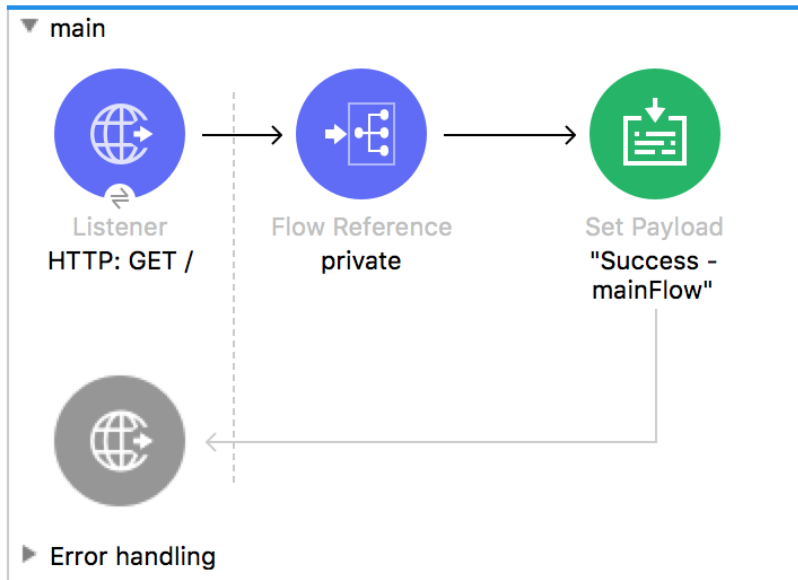 main
Listener
HTTP: GET /
Flow Reference
private
Set Payload
"Success -
mainFlow"
Error handling